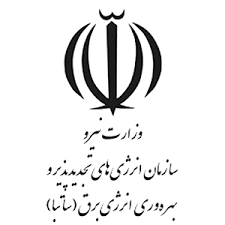 وزارت نیرو
سازمان انرژی های تجدیدپذیر و
بهره‌وری انرژی برق (ساتبا)